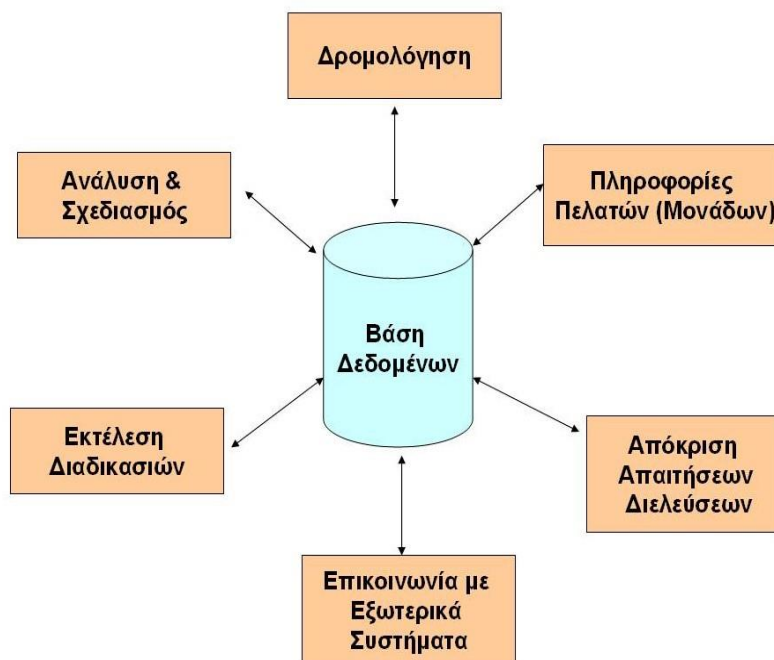 Δρομολόγηση
Ανάλυση &
Σχεδιασμός
Πληροφορίες
Πελατών (Μονάδων)
Βάση
Δεδομένων
Εκτέλεση
Διαδικασιών
Απόκριση
Απαιτήσεων
Διελεύσεων
Επικοινωνία με
Εξωτερικά
Συστήματα